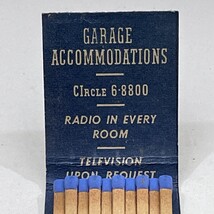 GARAGE
ACCOMMODATIONS
CIrcle 6-8800
RADIO IN EVERY
ROOM
TELEVISION
UPON REQUEST